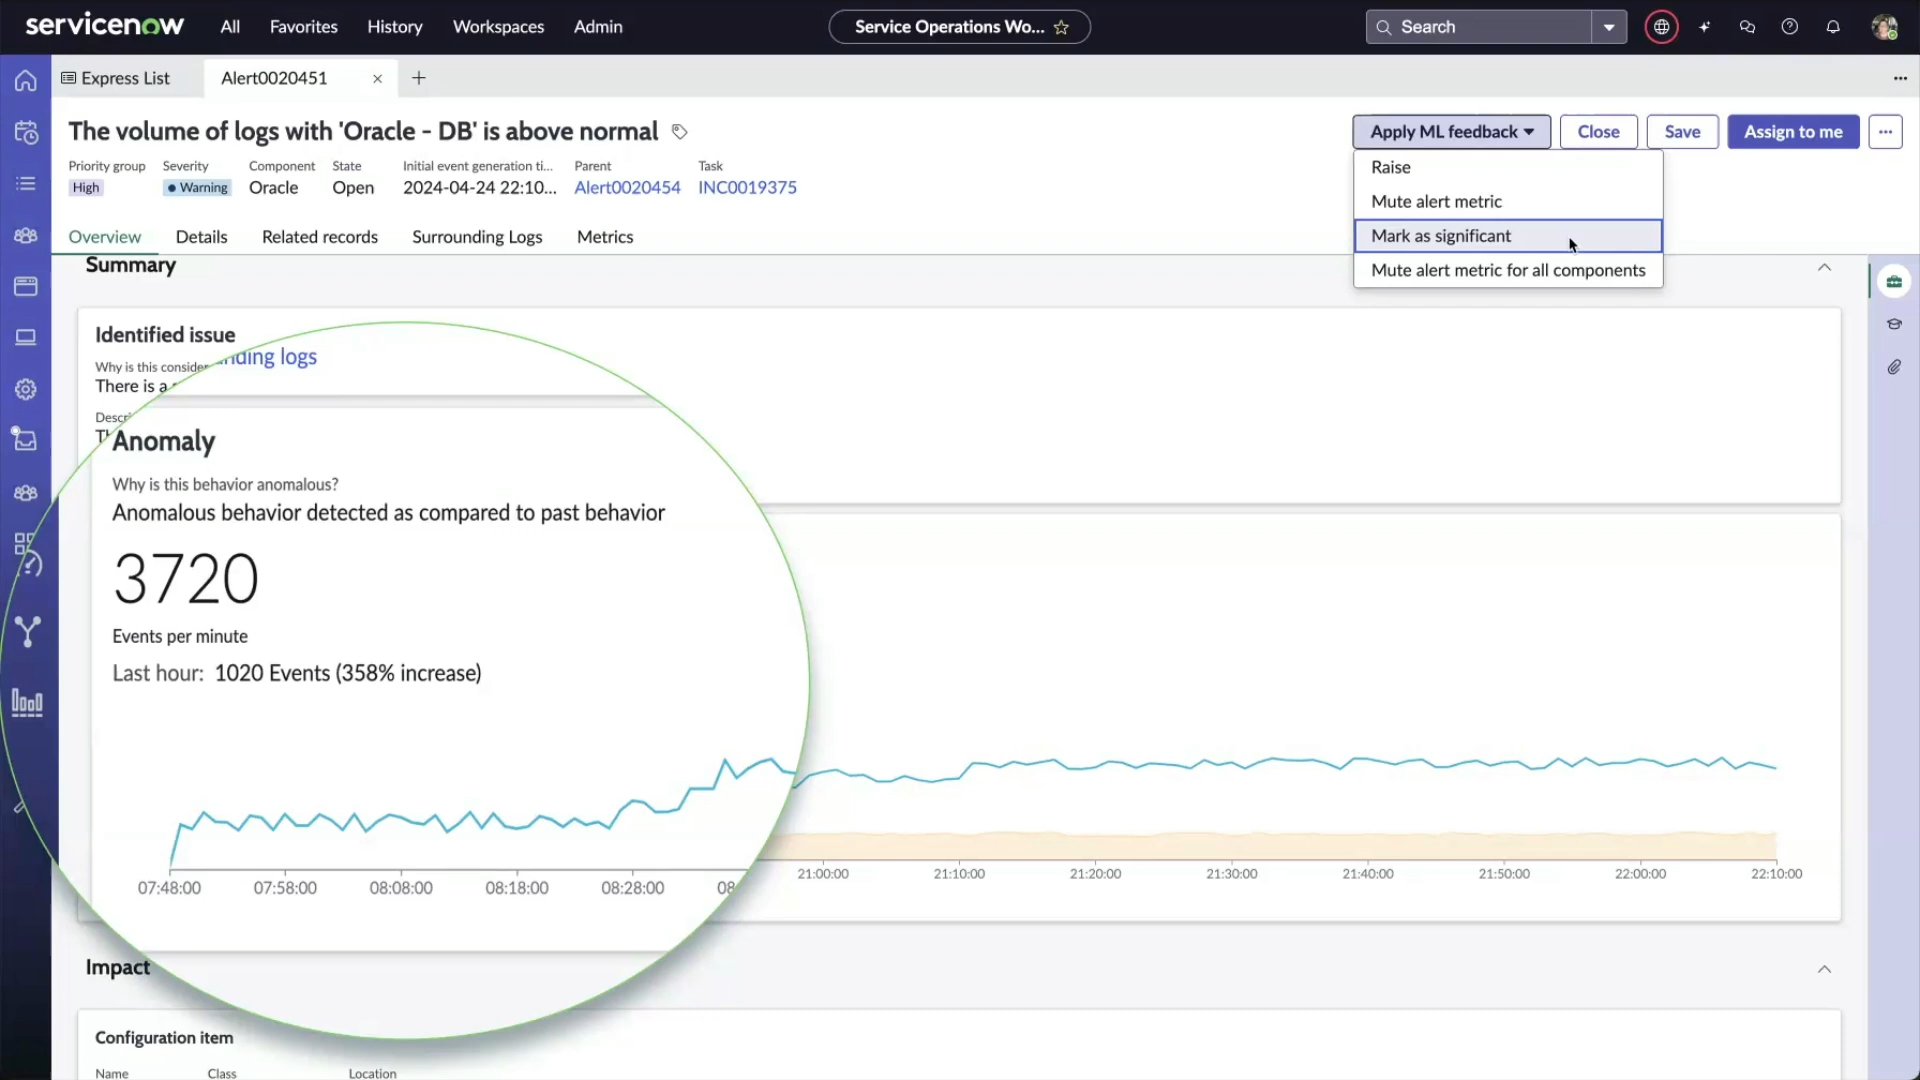 servicenow
All Favorites History Workspaces Admin
Service Operations Wo...
Search
Express List
Alert0020451
The volume of logs with 'Oracle - DB' is above normal
Apply ML feedback
Close
Save
Assign to me
Priority group Severity Component State Initial event generation ti... Parent Task
High Warning Oracle Open 2024-04-24 22:10... Alert0020454 INC0019375
Raise
Mute alert metric
Mark as significant
Mute alert metric for all components
Overview Details Related records Surrounding Logs Metrics
Summary
Identified issue
Why is this
There is a
nding logs
Anomaly
Why is this behavior anomalous?
Anomalous behavior detected as compared to past behavior
3720
Events per minute
Last hour: 1020 Events (358% increase)
07:48:00 07:58:00 08:08:00 08:18:00 08:28:00 08
21:00:00 21:10:00 21:20:00 21:30:00 21:40:00 21:50:00 22:00:00 22:10:00
Impact
Configuration item
Name Class Location